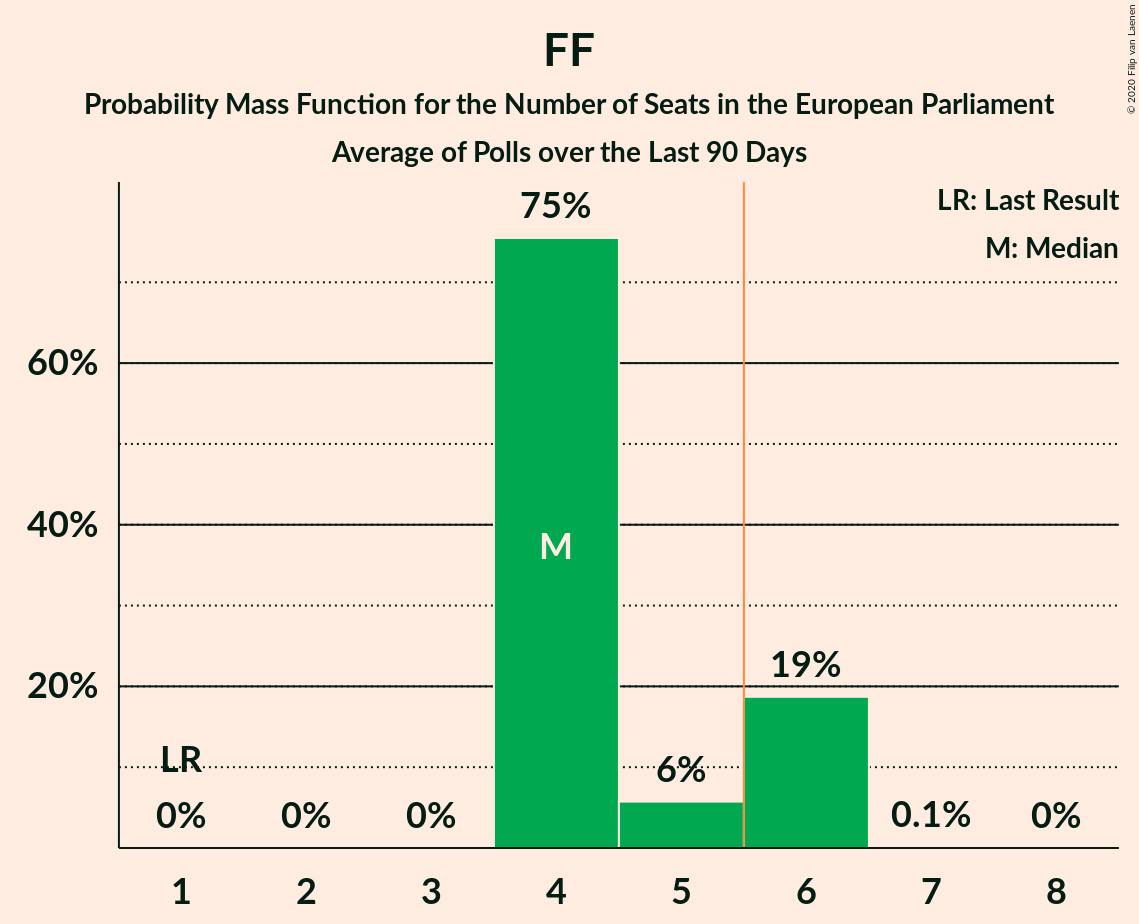 FF
Probability Mass Function for the Number of Seats in the European Parliament
Average of Polls over the Last 90 Days
© 2020 Filip van Laenen
LR: Last Result
M: Median
75%
60%
40%
M
19%
20%
LR
6%
0%
0%
0%
0.1%
0%
1 2 3 4 5 6 7 8